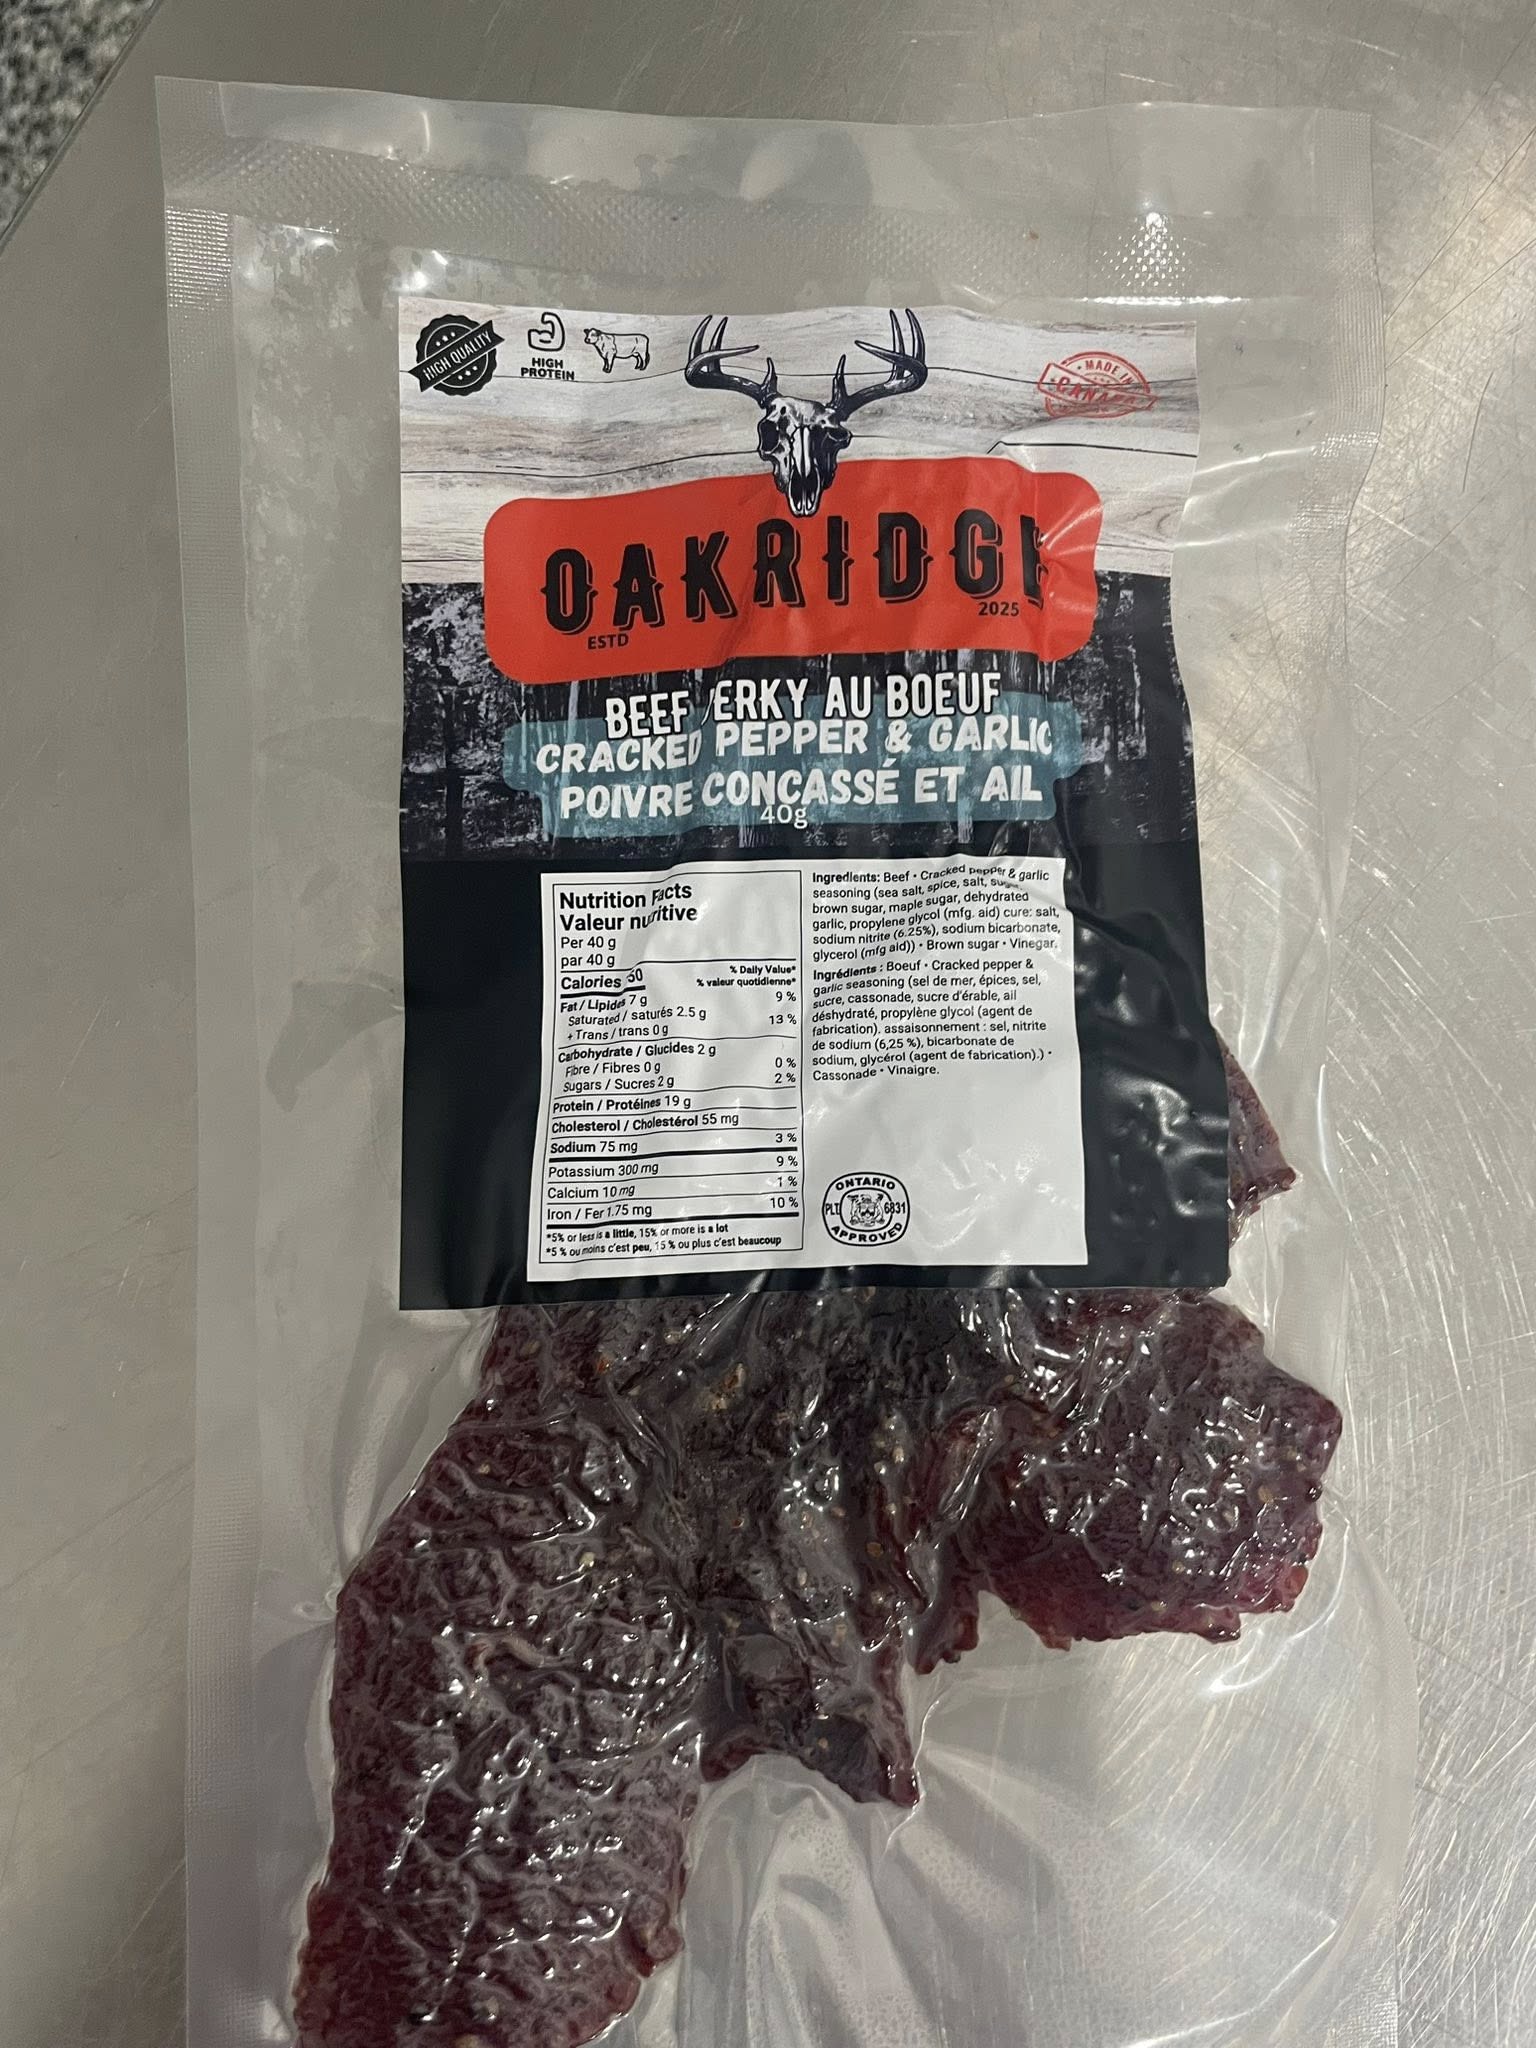 HIGH QUALITY
HIGH
PROTEIN
MADE IN
CANADA
OAKRIDGE
ESTD
2025
BEEF JERKY AU BOEUF
CRACKED PEPPER & GARLIC
POIVRE CONCASSÉ ET AIL
40g
Nutrition Facts
Valeur nutritive
Per 40 g
par 40 g
Calories
% Daily Value*
% valeur quotidienne*
Fat / Lipides 7 g 9 %
Saturated / saturés 2.5 g
+ Trans / trans 0 g 13 %
Carbohydrate / Glucides 2 g
Fibre / Fibres 0 g 0 %
Sugars / Sucres 2 g 2 %
Protein / Protéines 19 g
Cholesterol / Cholestérol 55 mg
Sodium 75 mg 3 %
Potassium 300 mg 9 %
Calcium 10 mg 1 %
Iron / Fer 1.75 mg 10 %
*5% or less is a little, 15% or more is a lot
*5 % ou moins c'est peu, 15 % ou plus c'est beaucoup
Ingredients: Beef • Cracked pepper & garlic
seasoning (sea salt, spice, salt, sugar,
brown sugar, maple sugar, dehydrated
garlic, propylene glycol (mfg. aid) cure: salt,
sodium nitrite (6.25%), sodium bicarbonate,
glycerol (mfg aid)) • Brown sugar • Vinegar.
Ingrédients : Boeuf • Cracked pepper &
garlic seasoning (sel de mer, épices, sel,
sucre, cassonade, sucre d'érable, ail
déshydraté, propylène glycol (agent de
fabrication). assaisonnement : sel, nitrite
de sodium (6,25 %), bicarbonate de
sodium, glycérol (agent de fabrication).) •
Cassonade • Vinaigre.
ONTARIO
PLT 6831
APPROVED